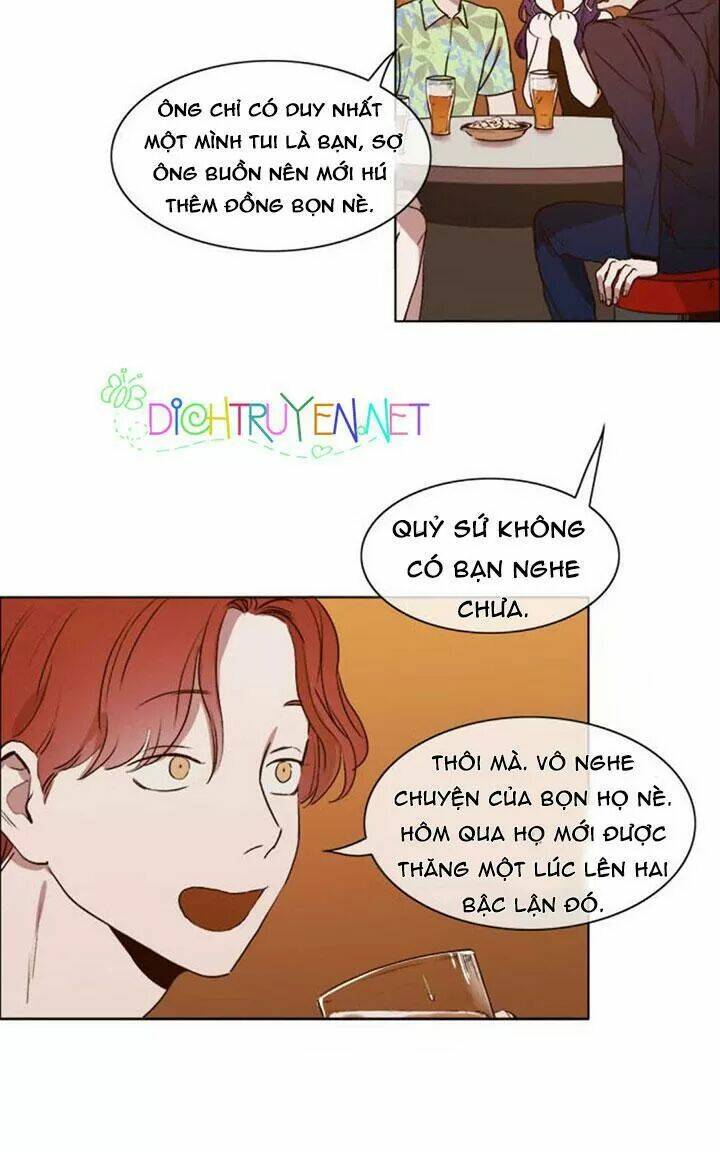 ÔNG CHỈ CÓ DUY NHẤT
MỘT MÌNH TUI LÀ BẠN, SỢ
ÔNG BUỒN NÊN MỚI HÚ
THÊM ĐỒNG BỌN NÈ.
DICHTRUYEN.NET
QUỶ SỨ KHÔNG
CÓ BẠN NGHE
CHƯA.
THÔI MÀ. VÔ NGHE
CHUYỆN CỦA BỌN HỌ NÈ.
HÔM QUA HỌ MỚI ĐƯỢC
THĂNG MỘT LÚC LÊN HAI
BẬC LẬN ĐÓ.